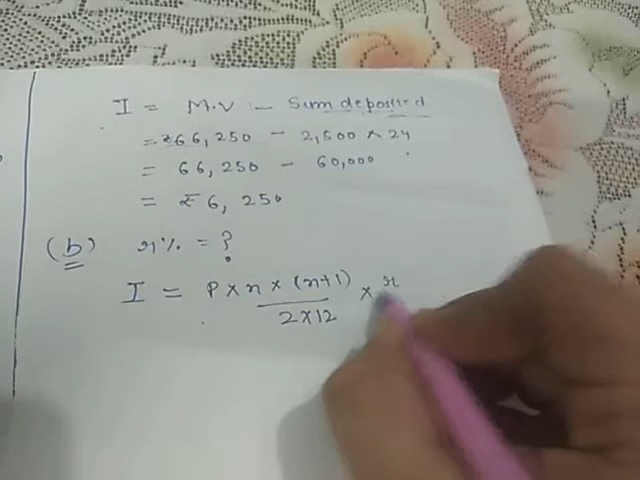 I = M.V :- Sum deposited
= ₹66,250 - 2,500 × 24
= 66,250 - 60,000
= ₹6,250
(b) r% = ?
I = P × n × (n+1) / 2×12 × r